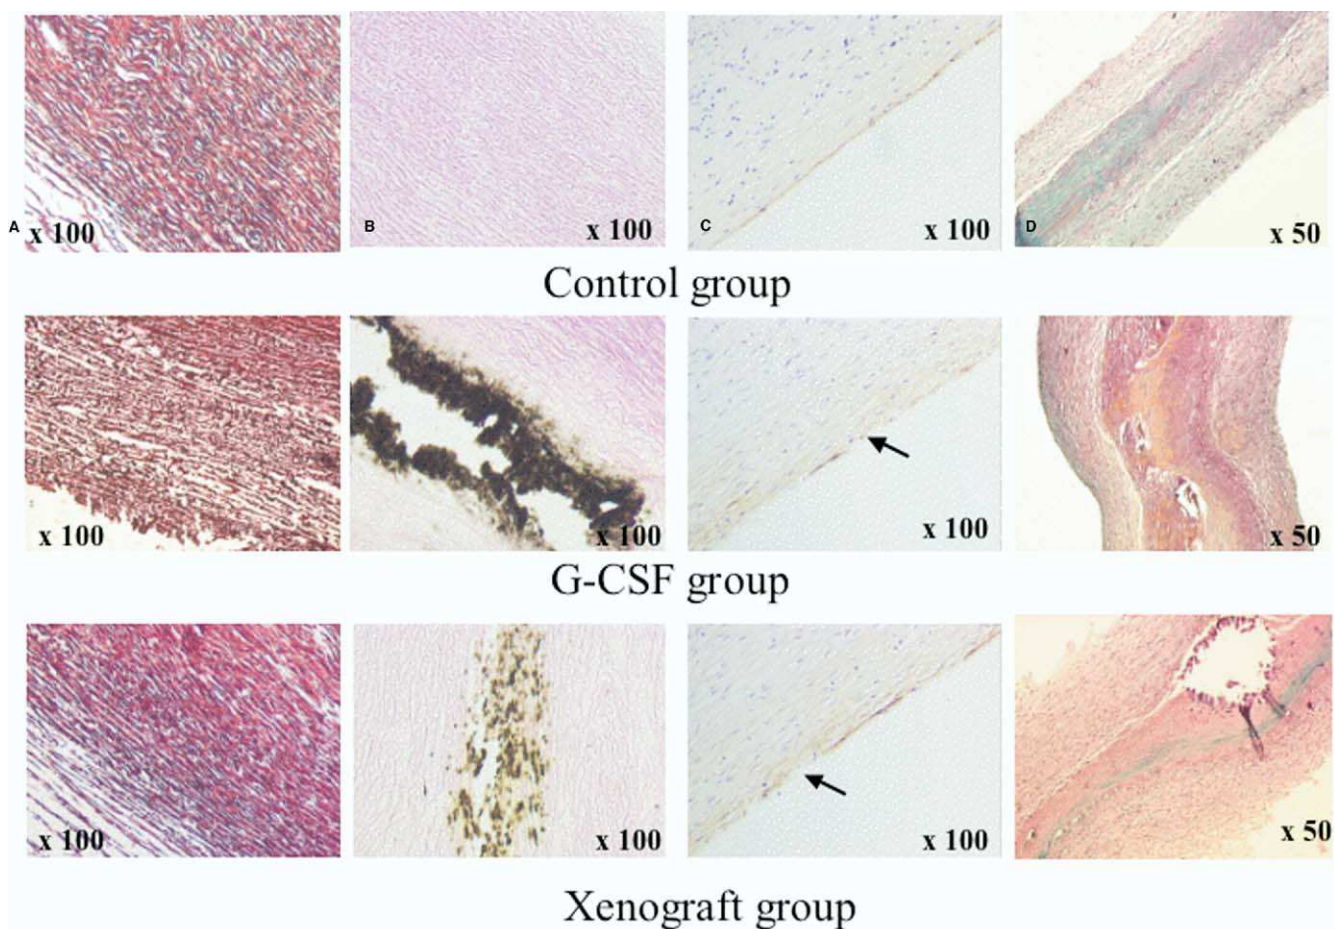 A x 100
B x 100
C x 100
D x 50
Control group
x 100
x 100
x 100
x 50
G-CSF group
x 100
x 100
x 100
x 50
Xenograft group